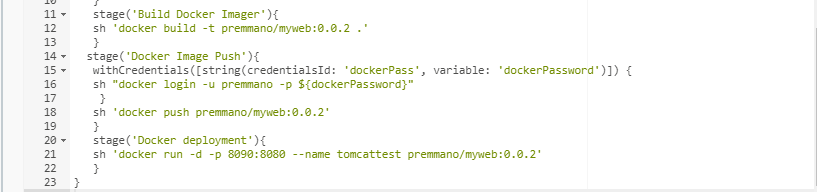 10 }
11 stage('Build Docker Imager'){
12 sh 'docker build -t premmano/myweb:0.0.2 .'
13 }
14 stage('Docker Image Push'){
15 withCredentials([string(credentialsId: 'dockerPass', variable: 'dockerPassword')]) {
16 sh "docker login -u premmano -p ${dockerPassword}"
17 }
18 sh 'docker push premmano/myweb:0.0.2'
19 }
20 stage('Docker deployment'){
21 sh 'docker run -d -p 8090:8080 --name tomcattest premmano/myweb:0.0.2'
22 }
23 }